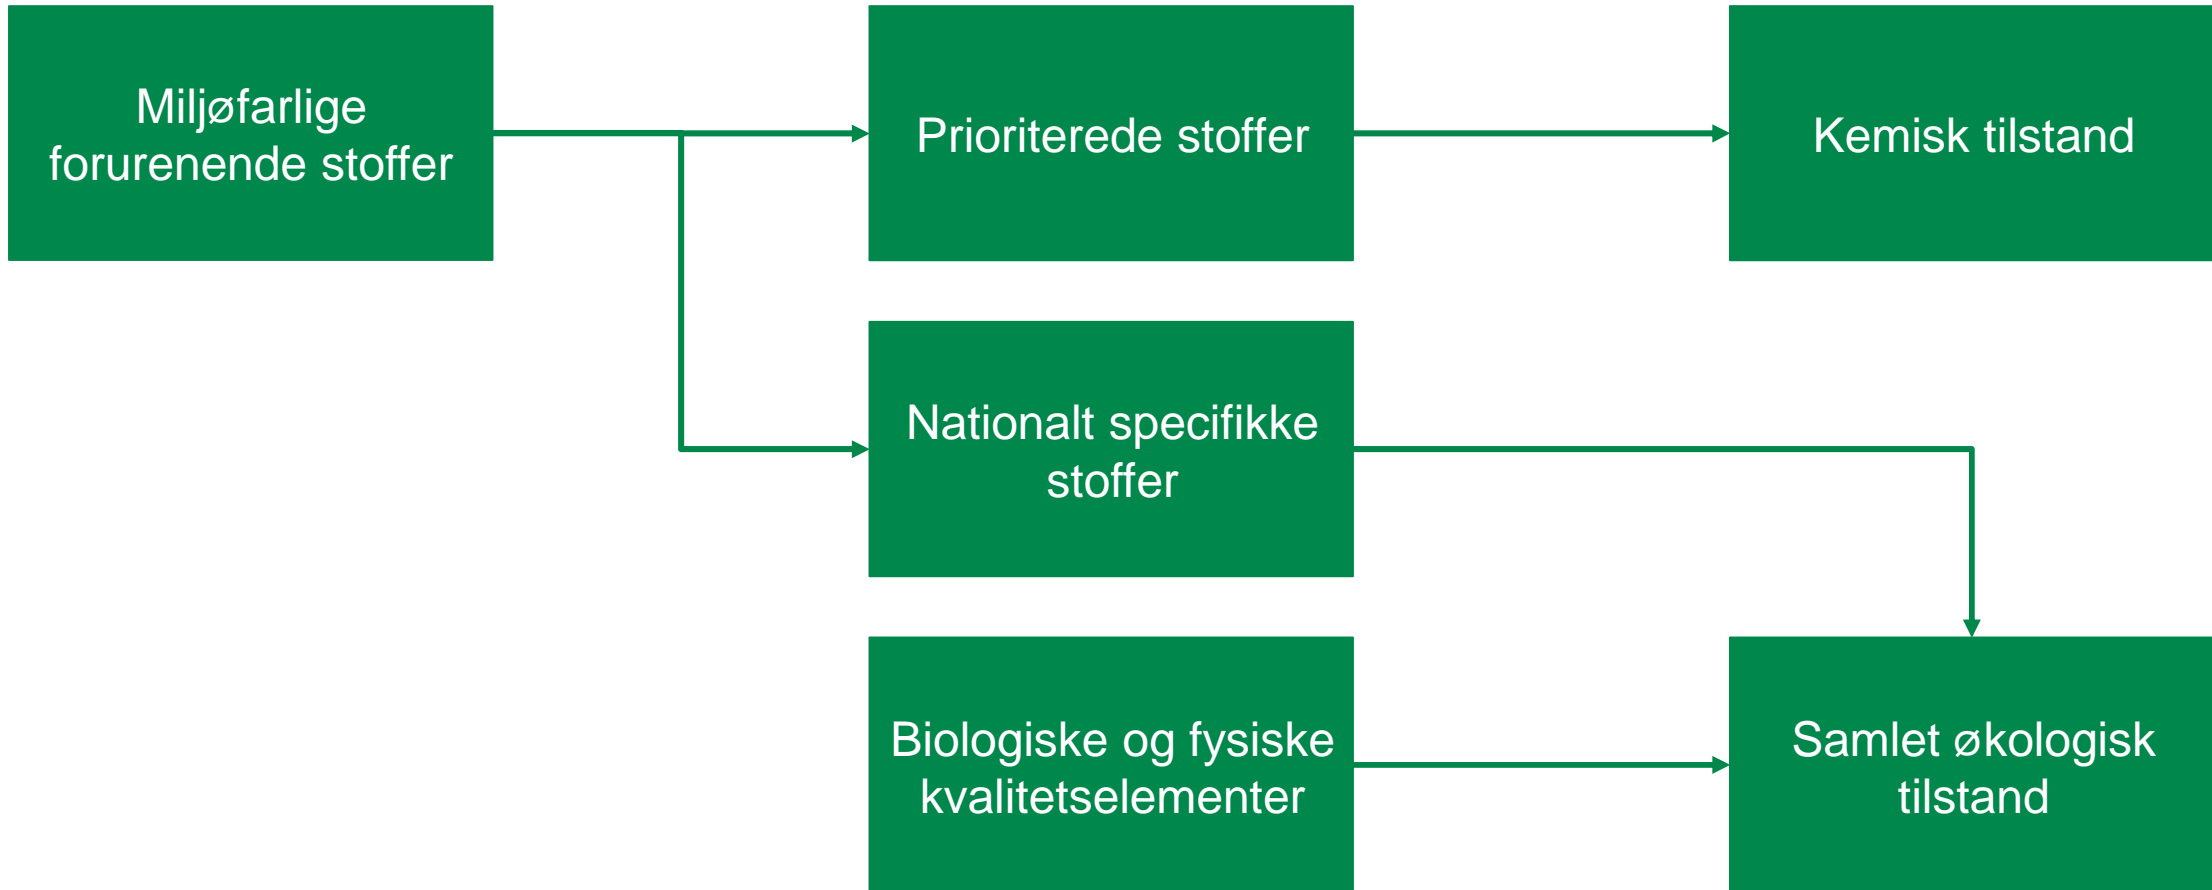 Miljøfarlige
forurenende stoffer
Prioriterede stoffer
Kemisk tilstand
Nationalt specifikke
stoffer
Biologiske og fysiske
kvalitetselementer
Samlet økologisk
tilstand